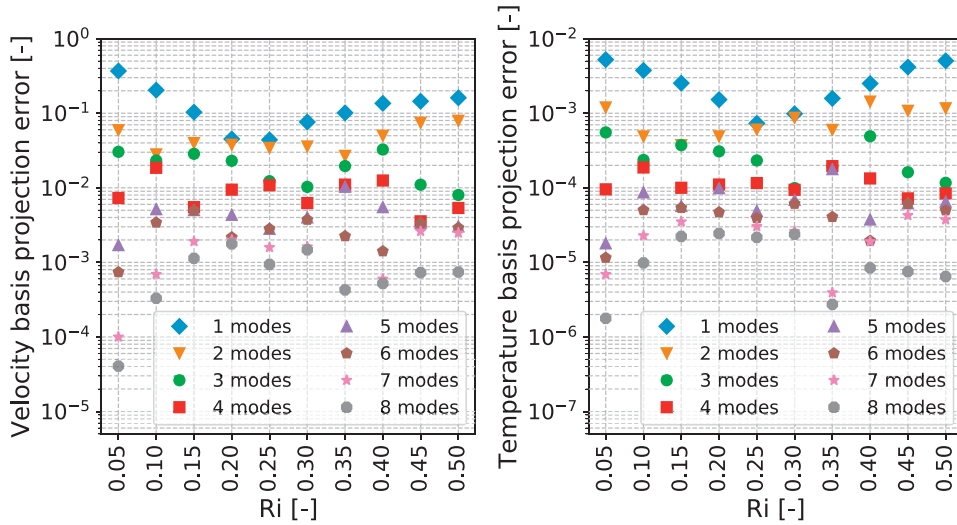 Velocity basis projection error [-]
10^0
10^-1
10^-2
10^-3
10^-4
10^-5
1 modes
2 modes
3 modes
4 modes
5 modes
6 modes
7 modes
8 modes
0.05
0.10
0.15
0.20
0.25
0.30
0.35
0.40
0.45
0.50
Ri [-]
Temperature basis projection error [-]
10^-2
10^-3
10^-4
10^-5
10^-6
10^-7
1 modes
2 modes
3 modes
4 modes
5 modes
6 modes
7 modes
8 modes
0.05
0.10
0.15
0.20
0.25
0.30
0.35
0.40
0.45
0.50
Ri [-]